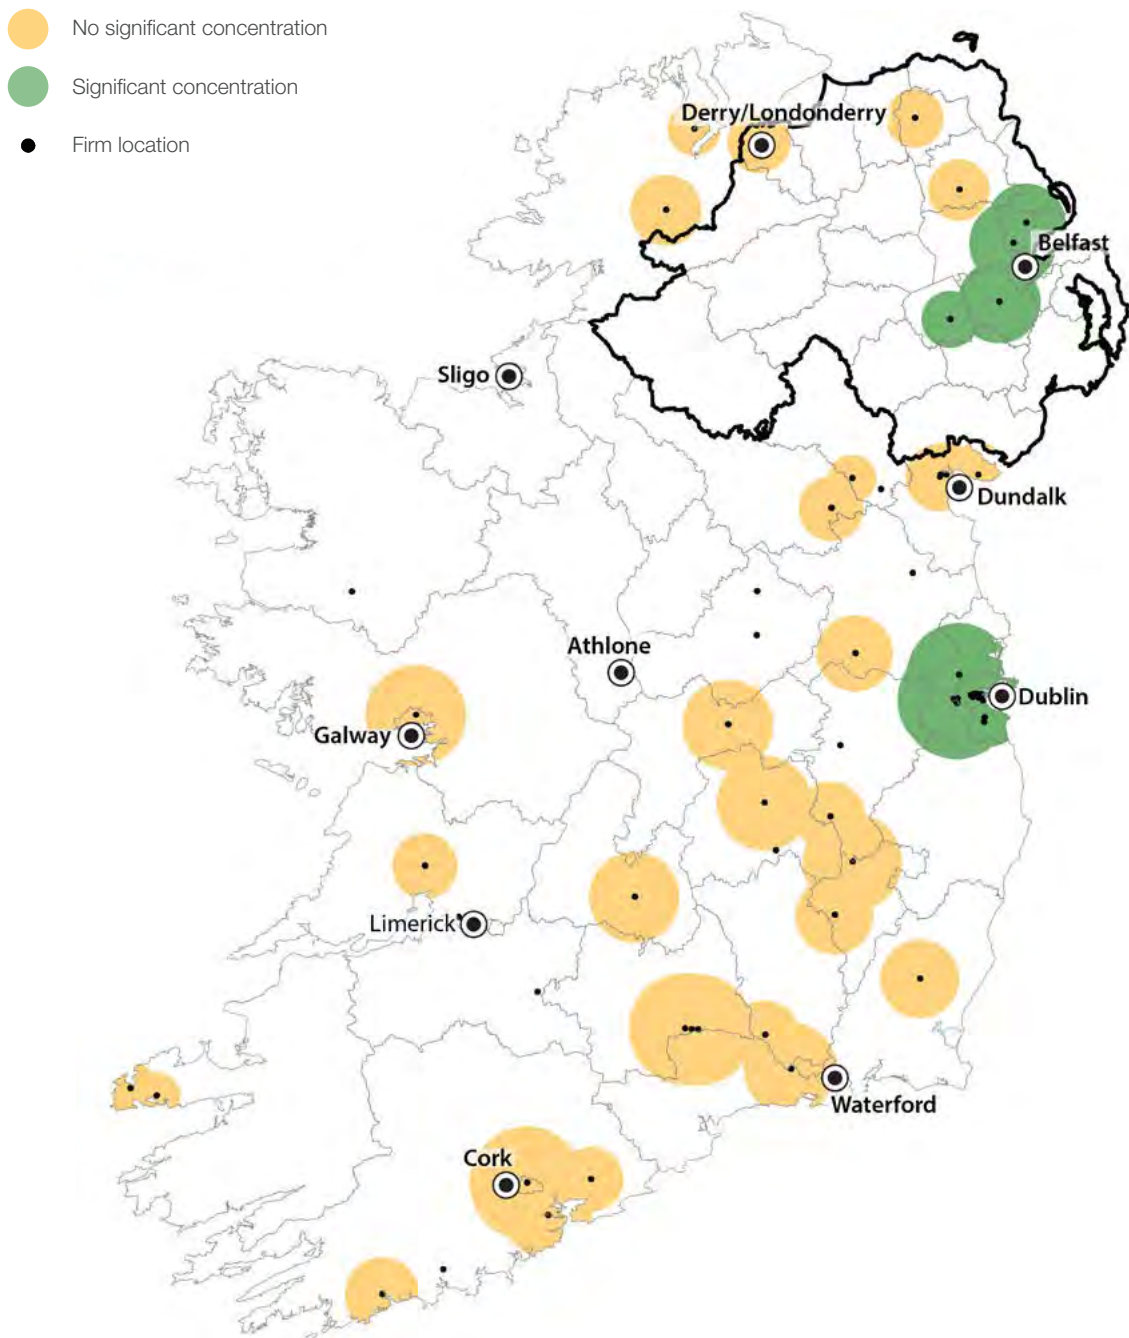 No significant concentration
Significant concentration
Firm location
Derry/Londonderry
Belfast
Sligo
Dundalk
Athlone
Dublin
Galway
Limerick
Waterford
Cork